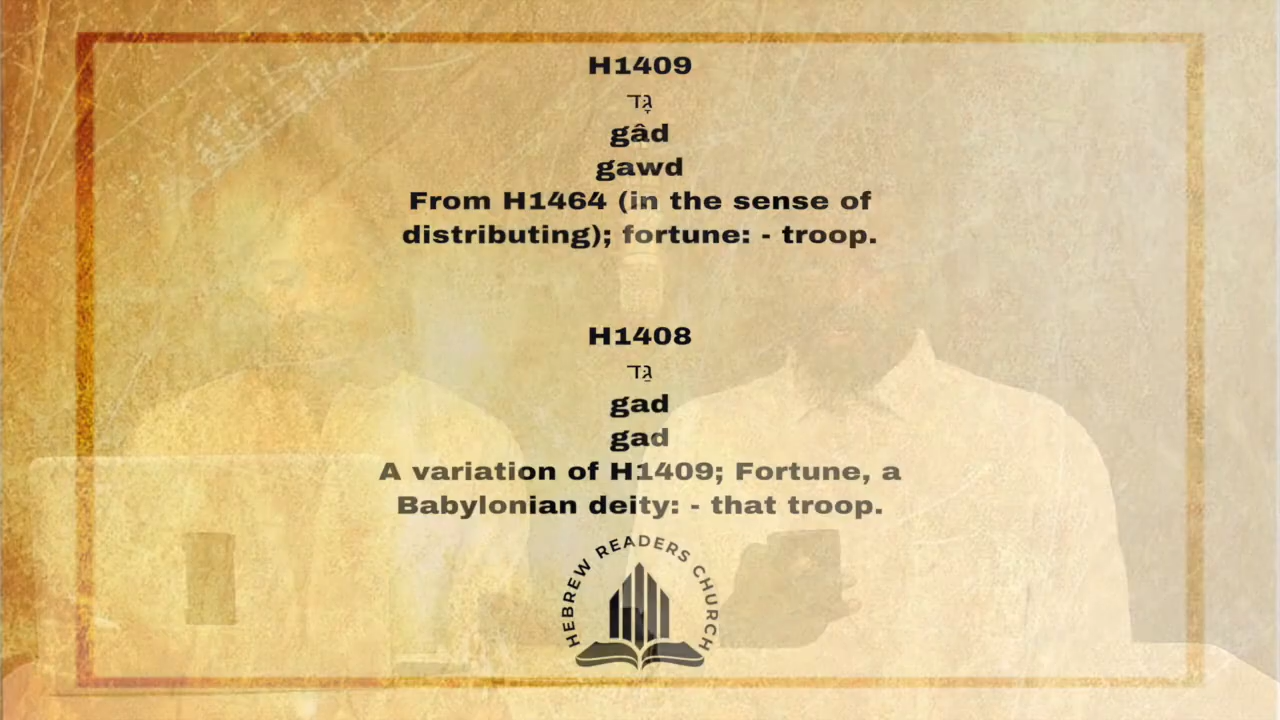 H1409
גָּד
gâd
gawd
From H1464 (in the sense of
distributing); fortune: - troop.
H1408
גַּד
gad
gad
A variation of H1409; Fortune, a
Babylonian deity: - that troop.
HEBREW READERS CHURCH